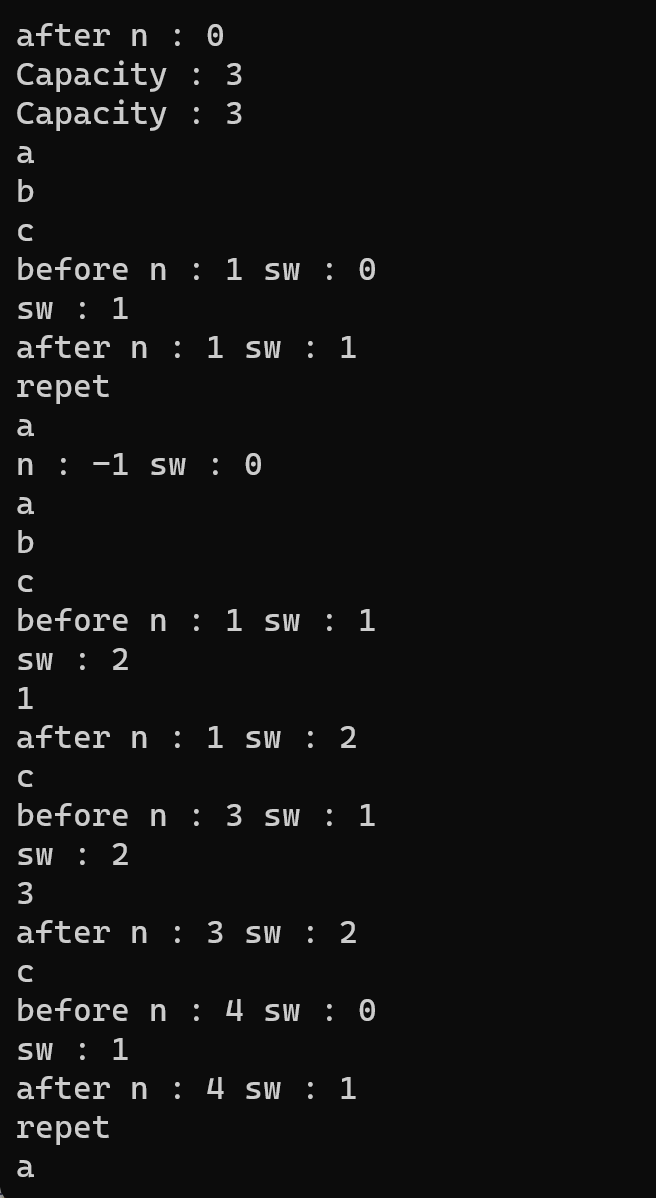 after n : 0
Capacity : 3
Capacity : 3
a
b
c
before n : 1 sw : 0
sw : 1
after n : 1 sw : 1
repet
a
n : -1 sw : 0
a
b
c
before n : 1 sw : 1
sw : 2
1
after n : 1 sw : 2
c
before n : 3 sw : 1
sw : 2
3
after n : 3 sw : 2
c
before n : 4 sw : 0
sw : 1
after n : 4 sw : 1
repet
a